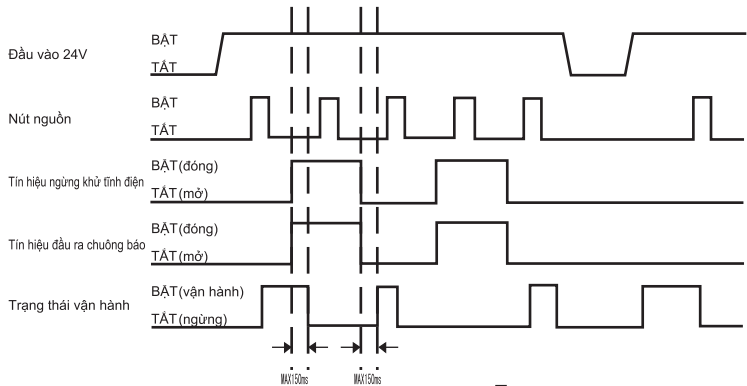 Đầu vào 24V
BẬT
TẮT
Nút nguồn
BẬT
TẮT
Tín hiệu ngừng khử tĩnh điện
BẬT(đóng)
TẮT(mở)
Tín hiệu đầu ra chuông báo
BẬT(đóng)
TẮT(mở)
Trạng thái vận hành
BẬT(vận hành)
TẮT(ngừng)
MAX150ms MAX150ms